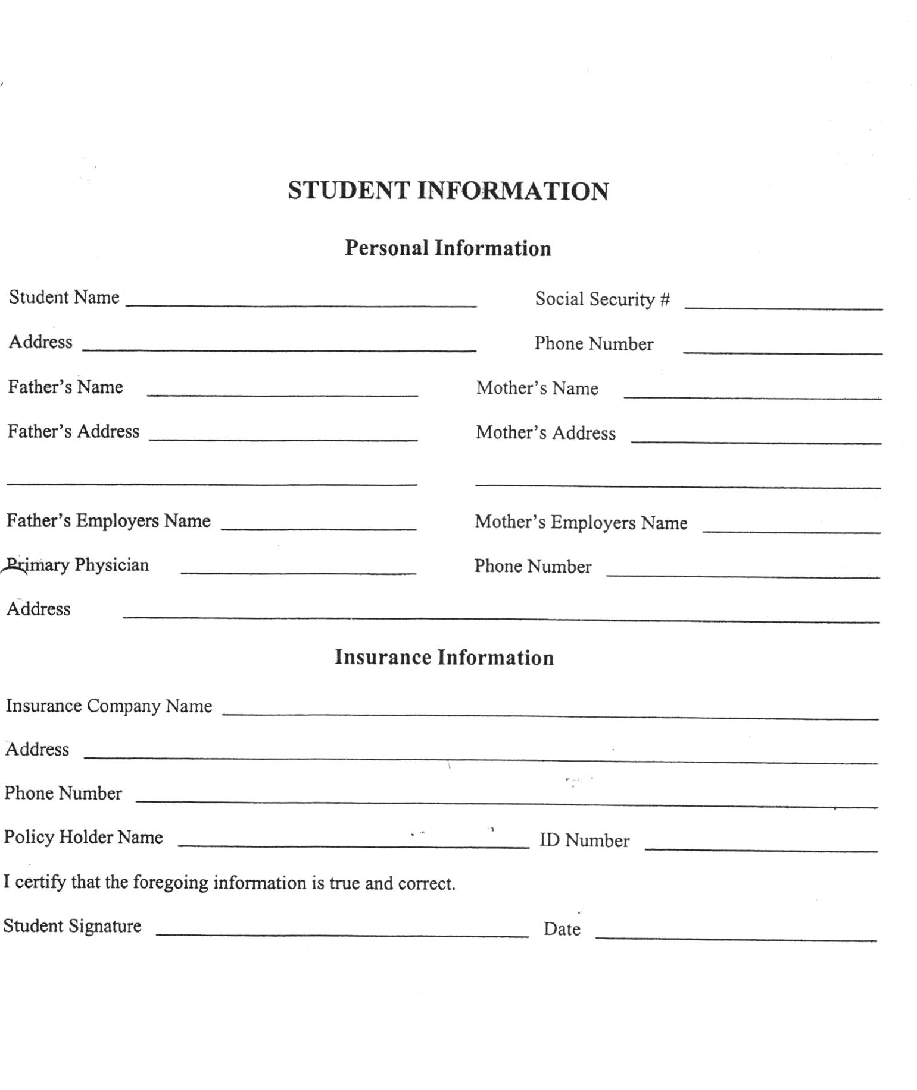 STUDENT INFORMATION
Personal Information
Student Name Social Security #
Address Phone Number
Father's Name Mother's Name
Father's Address Mother's Address
Father's Employers Name Mother's Employers Name
Primary Physician Phone Number
Address
Insurance Information
Insurance Company Name
Address
Phone Number
Policy Holder Name ID Number
I certify that the foregoing information is true and correct.
Student Signature Date